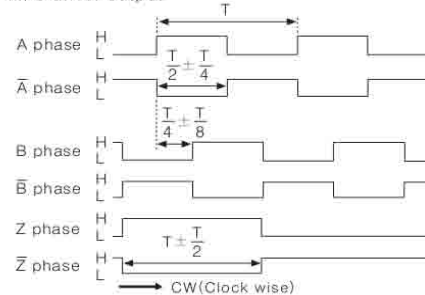 T
A phase H
L
T/2 ± T/4
A̅ phase H
L
T/4 ± T/8
B phase H
L
B̅ phase H
L
Z phase H
L
T ± T/2
Z̅ phase H
L
CW(Clock wise)